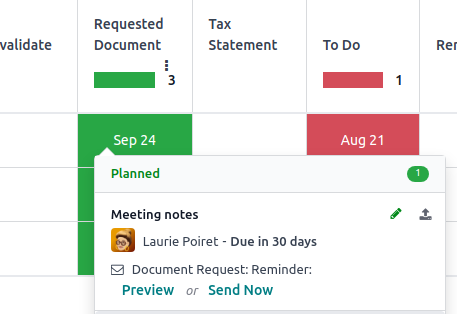 validate
Requested
Document
3
Tax
Statement
To Do
1
Rem
Sep 24
Aug 21
Planned
1
Meeting notes
Laurie Poiret - Due in 30 days
Document Request: Reminder:
Preview or Send Now